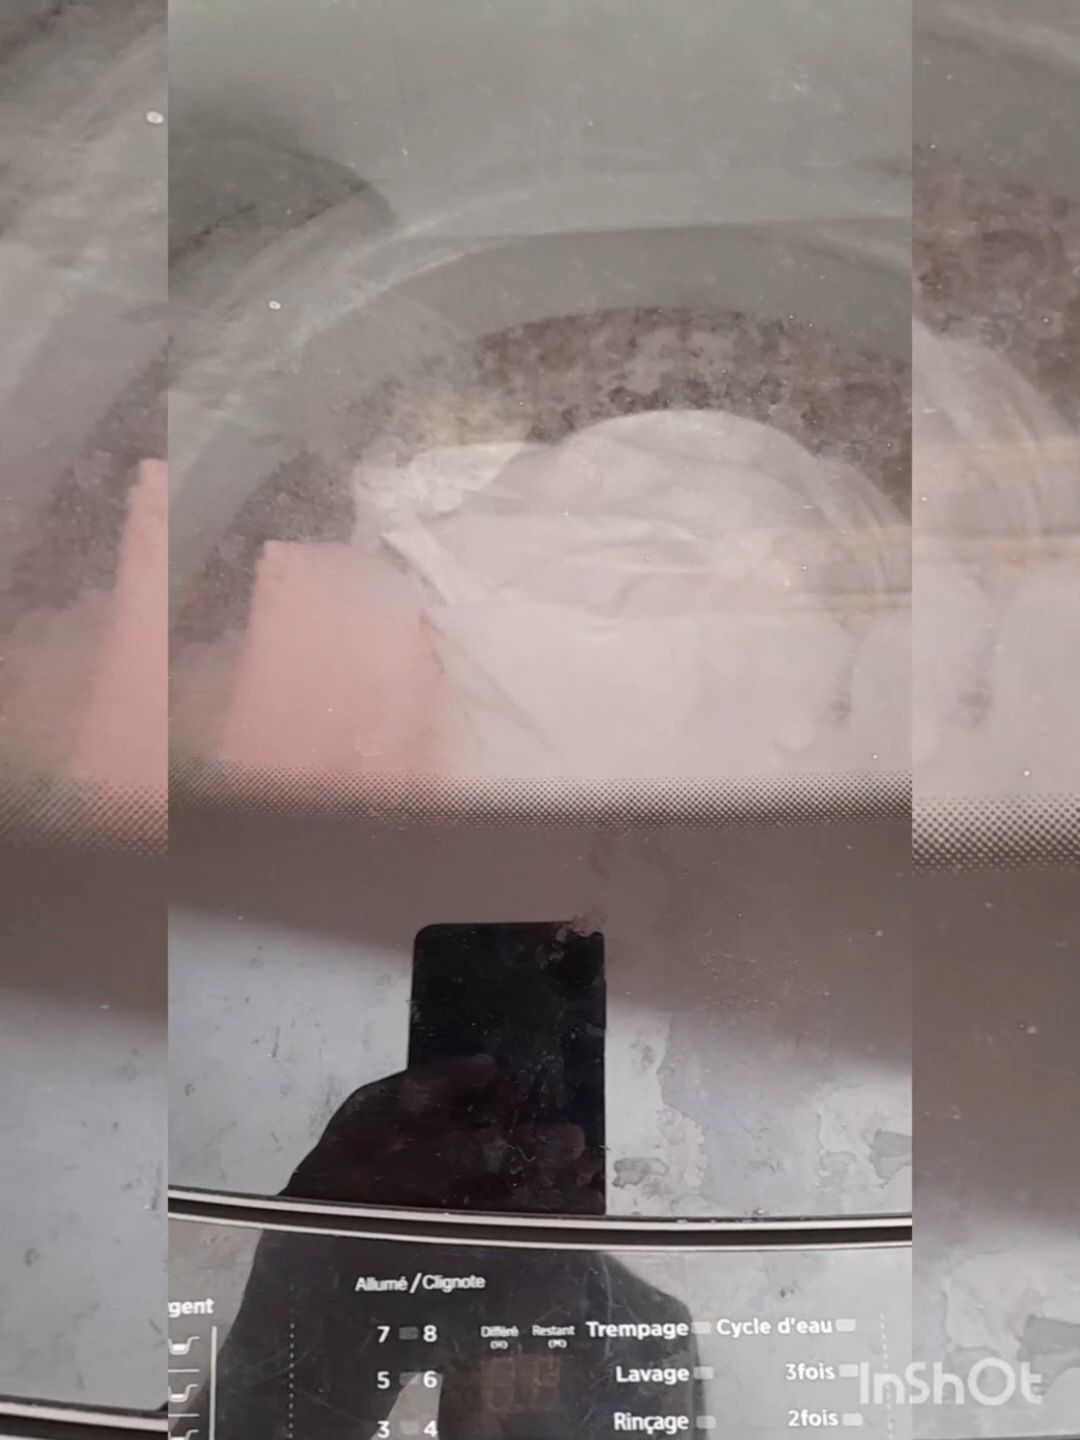 Allumé / Clignote
gent
7 8 Différé (H) Restant (M) Trempage Cycle d'eau
5 6 Lavage 3fois
3 4 Rinçage 2fois
InShOt